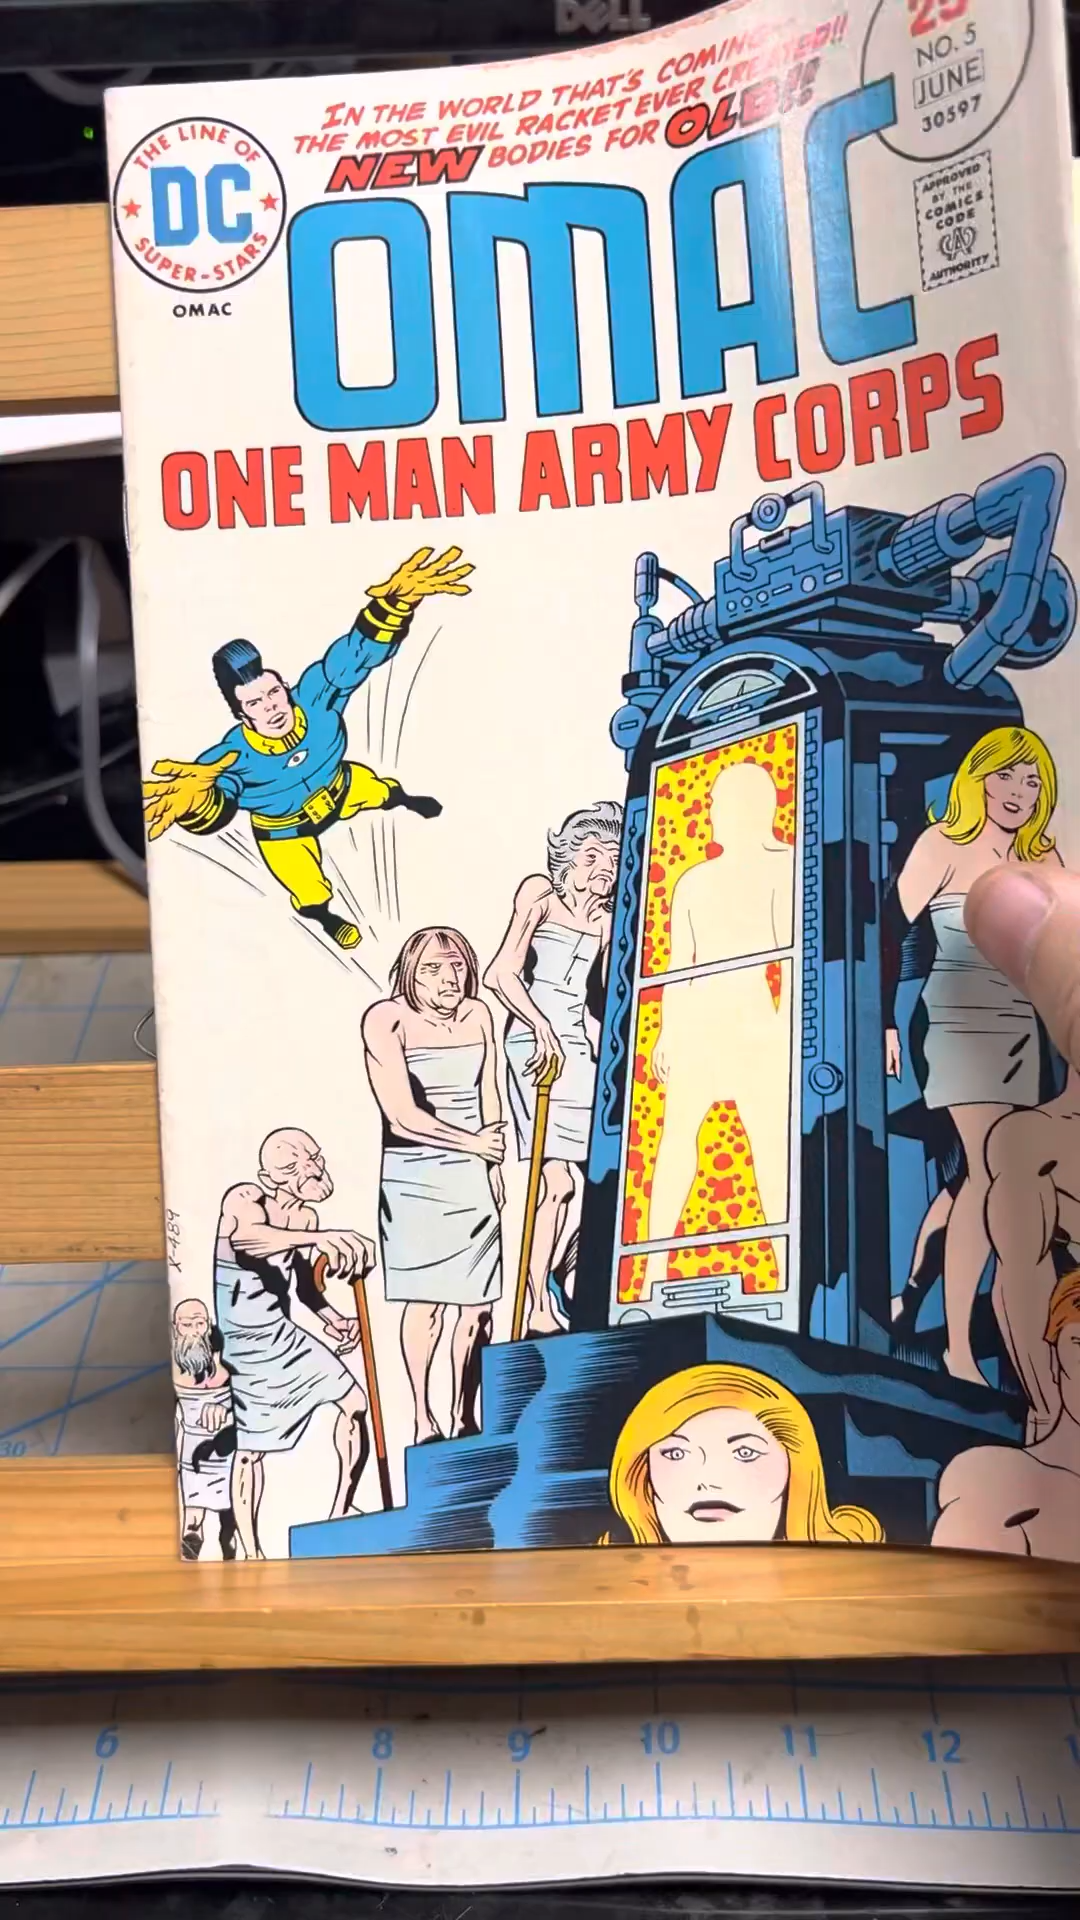 DELL
IN THE WORLD THAT'S COMING...
THE MOST EVIL RACKET EVER CREATED!!
NEW BODIES FOR OLD!!
25
NO. 5
JUNE
30597
THE LINE OF
DC
SUPER-STARS
OMAC
OMAC
APPROVED
BY THE
COMICS
CODE
CA
AUTHORITY
ONE MAN ARMY CORPS
X-489
30
6 8 9 10 11 12